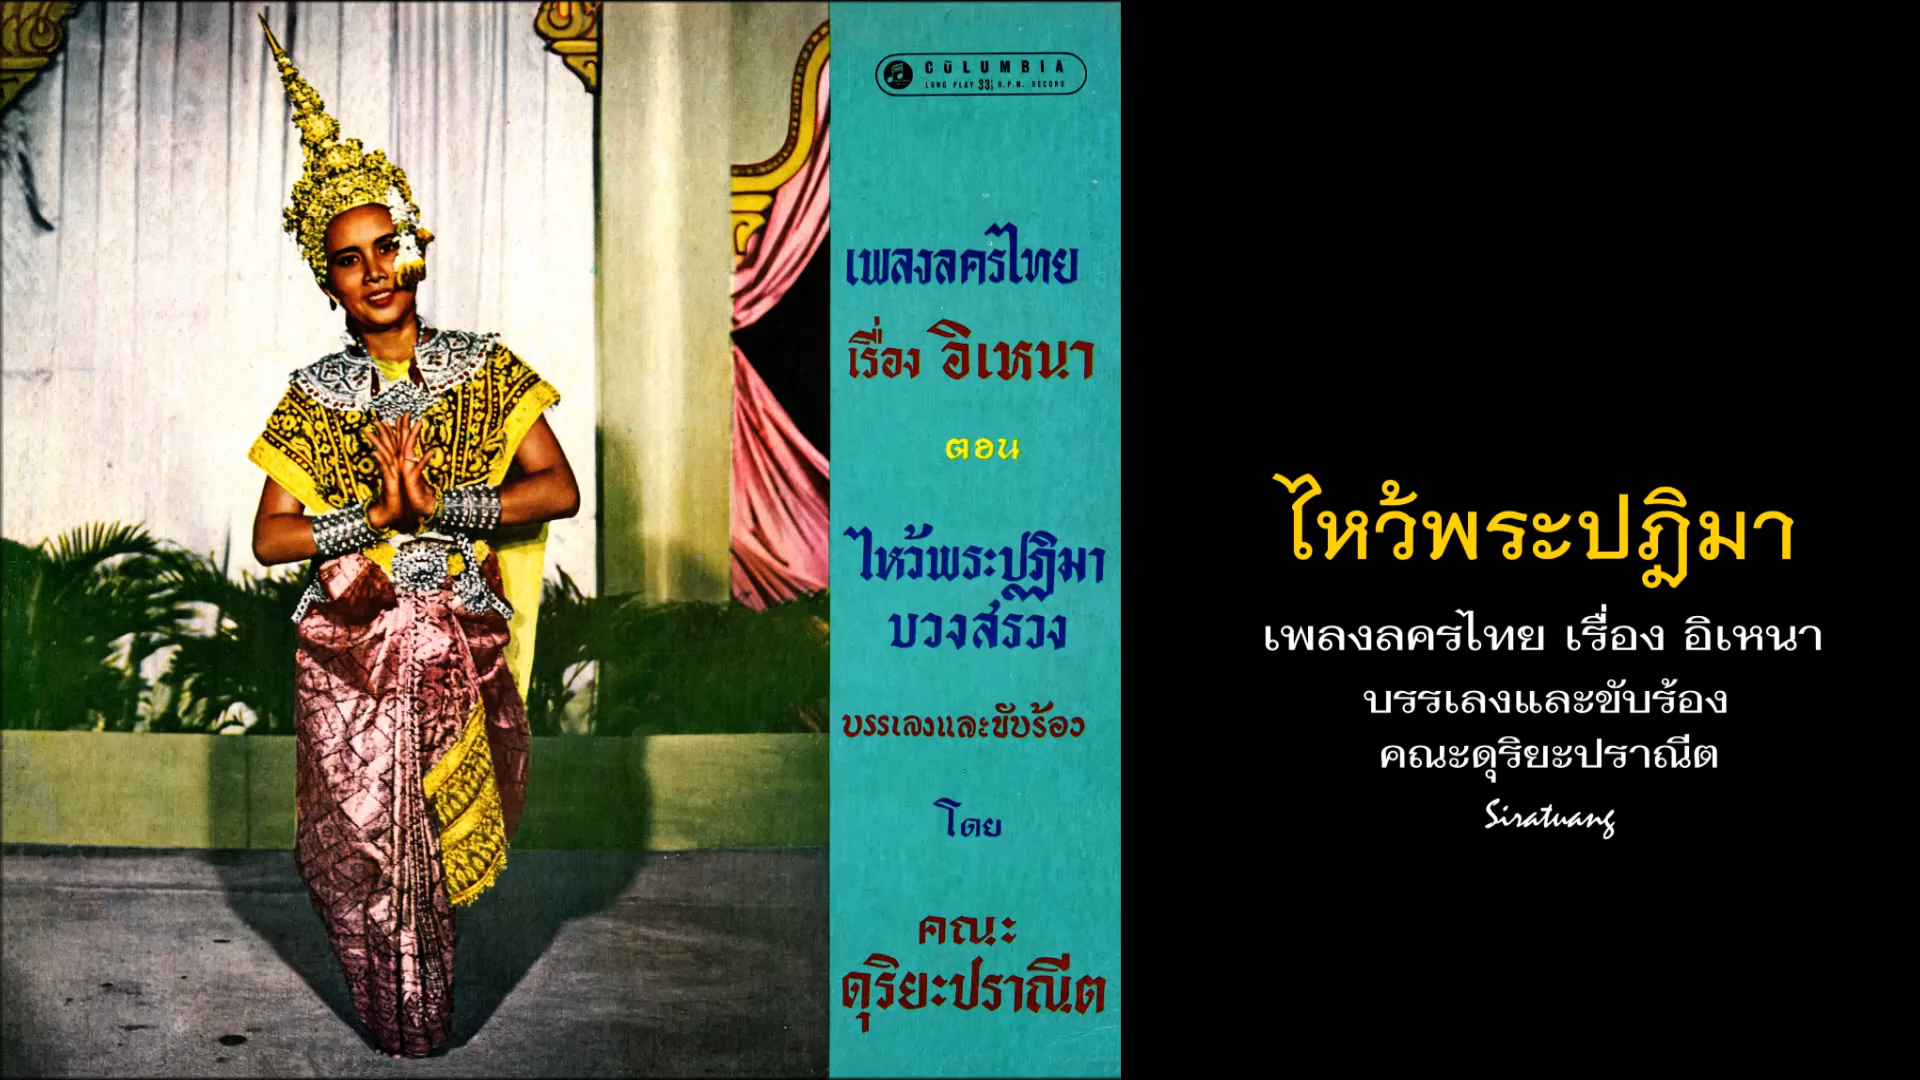 COLUMBIA
LONG PLAY 33⅓ R.P.M. RECORD
เพลงละครไทย
เรื่อง อิเหนา
ตอน
ไหว้พระปฏิมา
บวงสรวง
บรรเลงและขับร้อง
โดย
คณะ
ดุริยะปราณีต
ไหว้พระปฎิมา
เพลงลครไทย เรื่อง อิเหนา
บรรเลงและขับร้อง
คณะดุริยะปราณีต
Siratuang